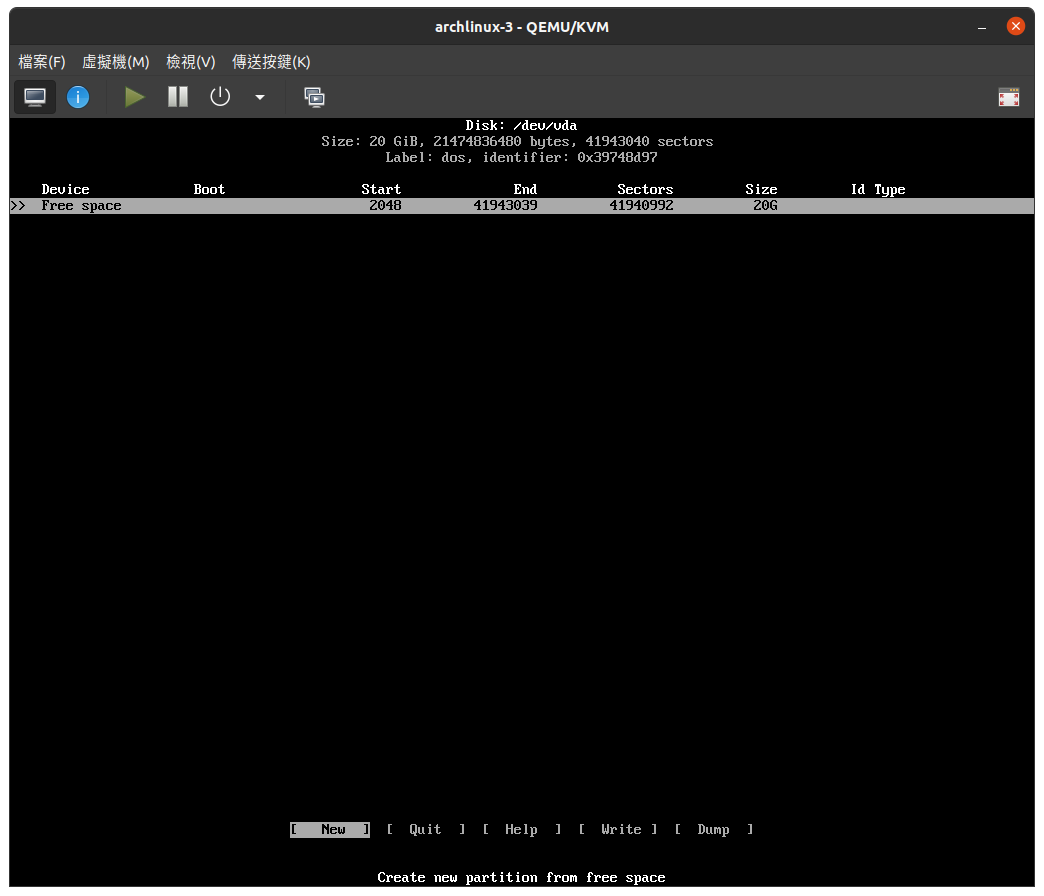 archlinux-3 - QEMU/KVM
檔案(F) 虛擬機(M) 檢視(V) 傳送按鍵(K)
Disk: /dev/vda
Size: 20 GiB, 21474836480 bytes, 41943040 sectors
Label: dos, identifier: 0x39748d97
Device Boot Start End Sectors Size Id Type
>> Free space 2048 41943039 41940992 20G
[ New ] [ Quit ] [ Help ] [ Write ] [ Dump ]
Create new partition from free space